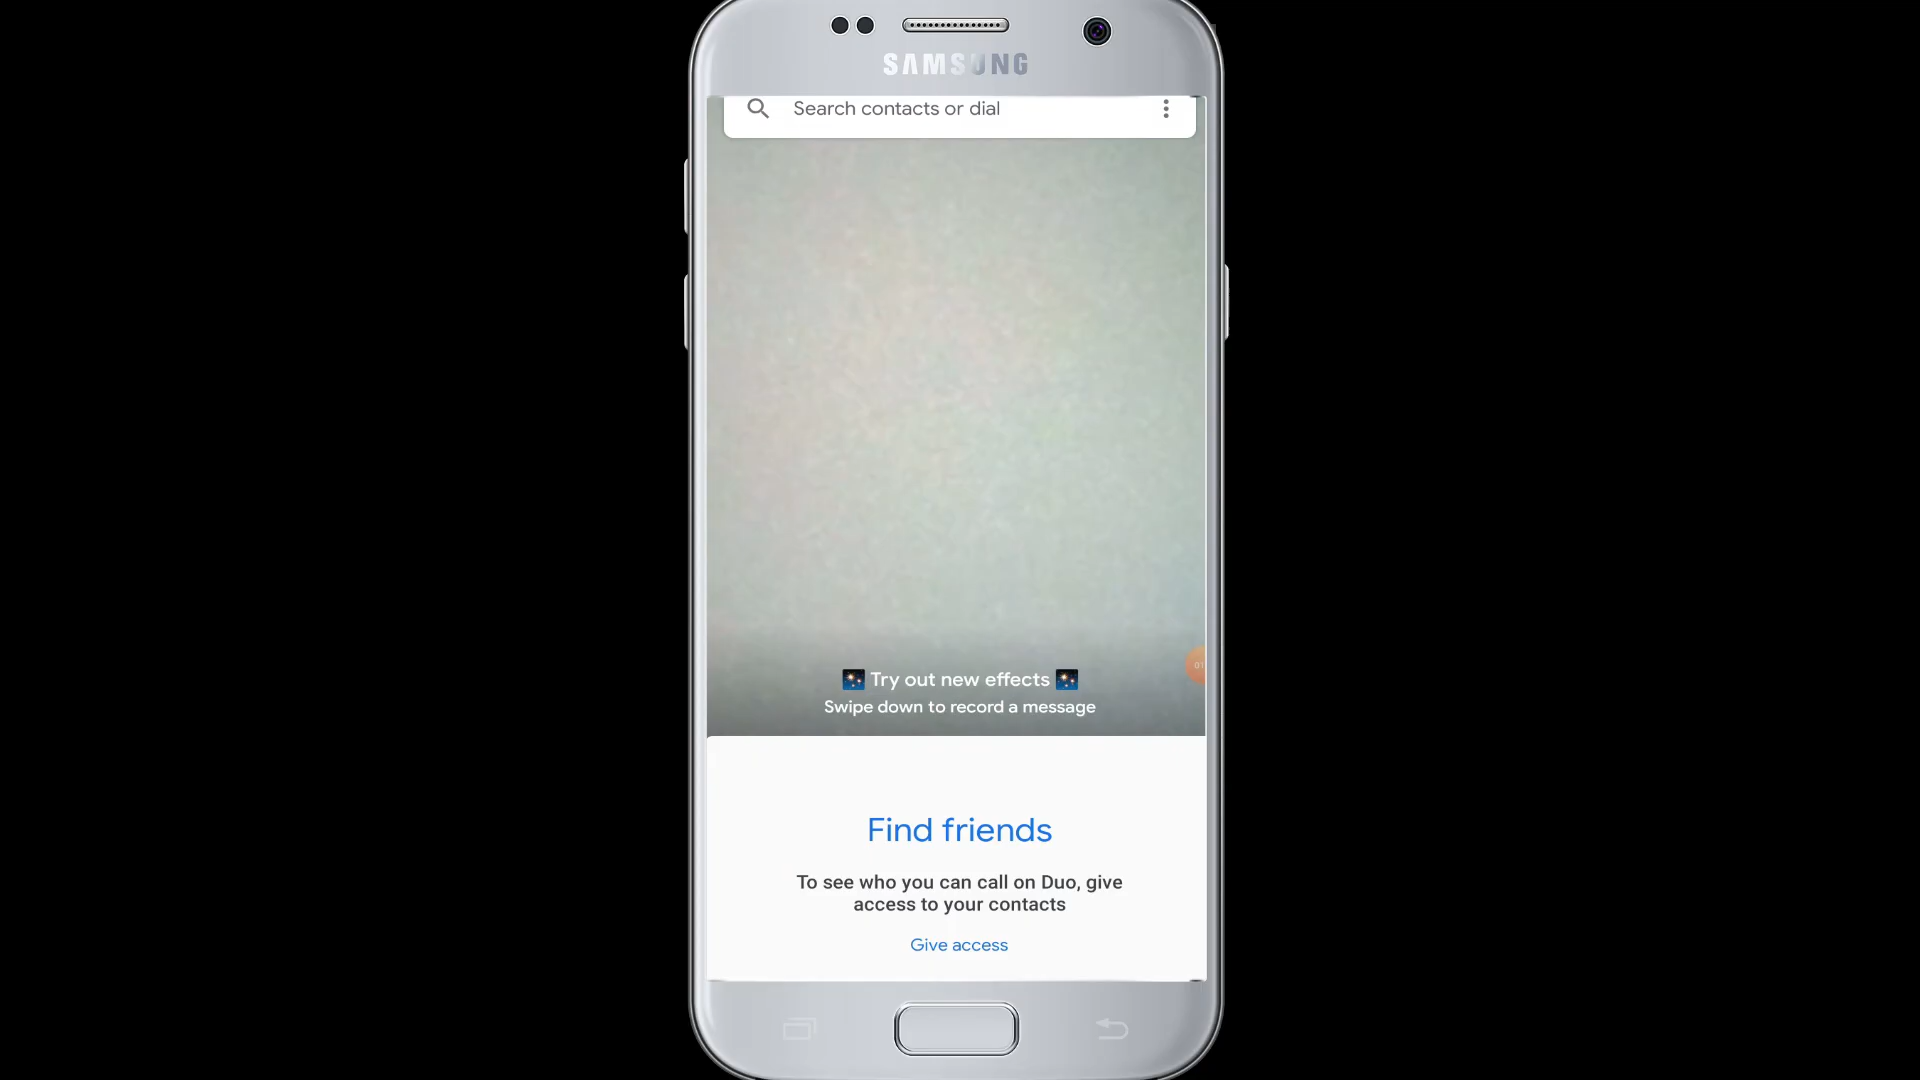 SAMSUNG
Search contacts or dial
Try out new effects
Swipe down to record a message
01
Find friends
To see who you can call on Duo, give
access to your contacts
Give access